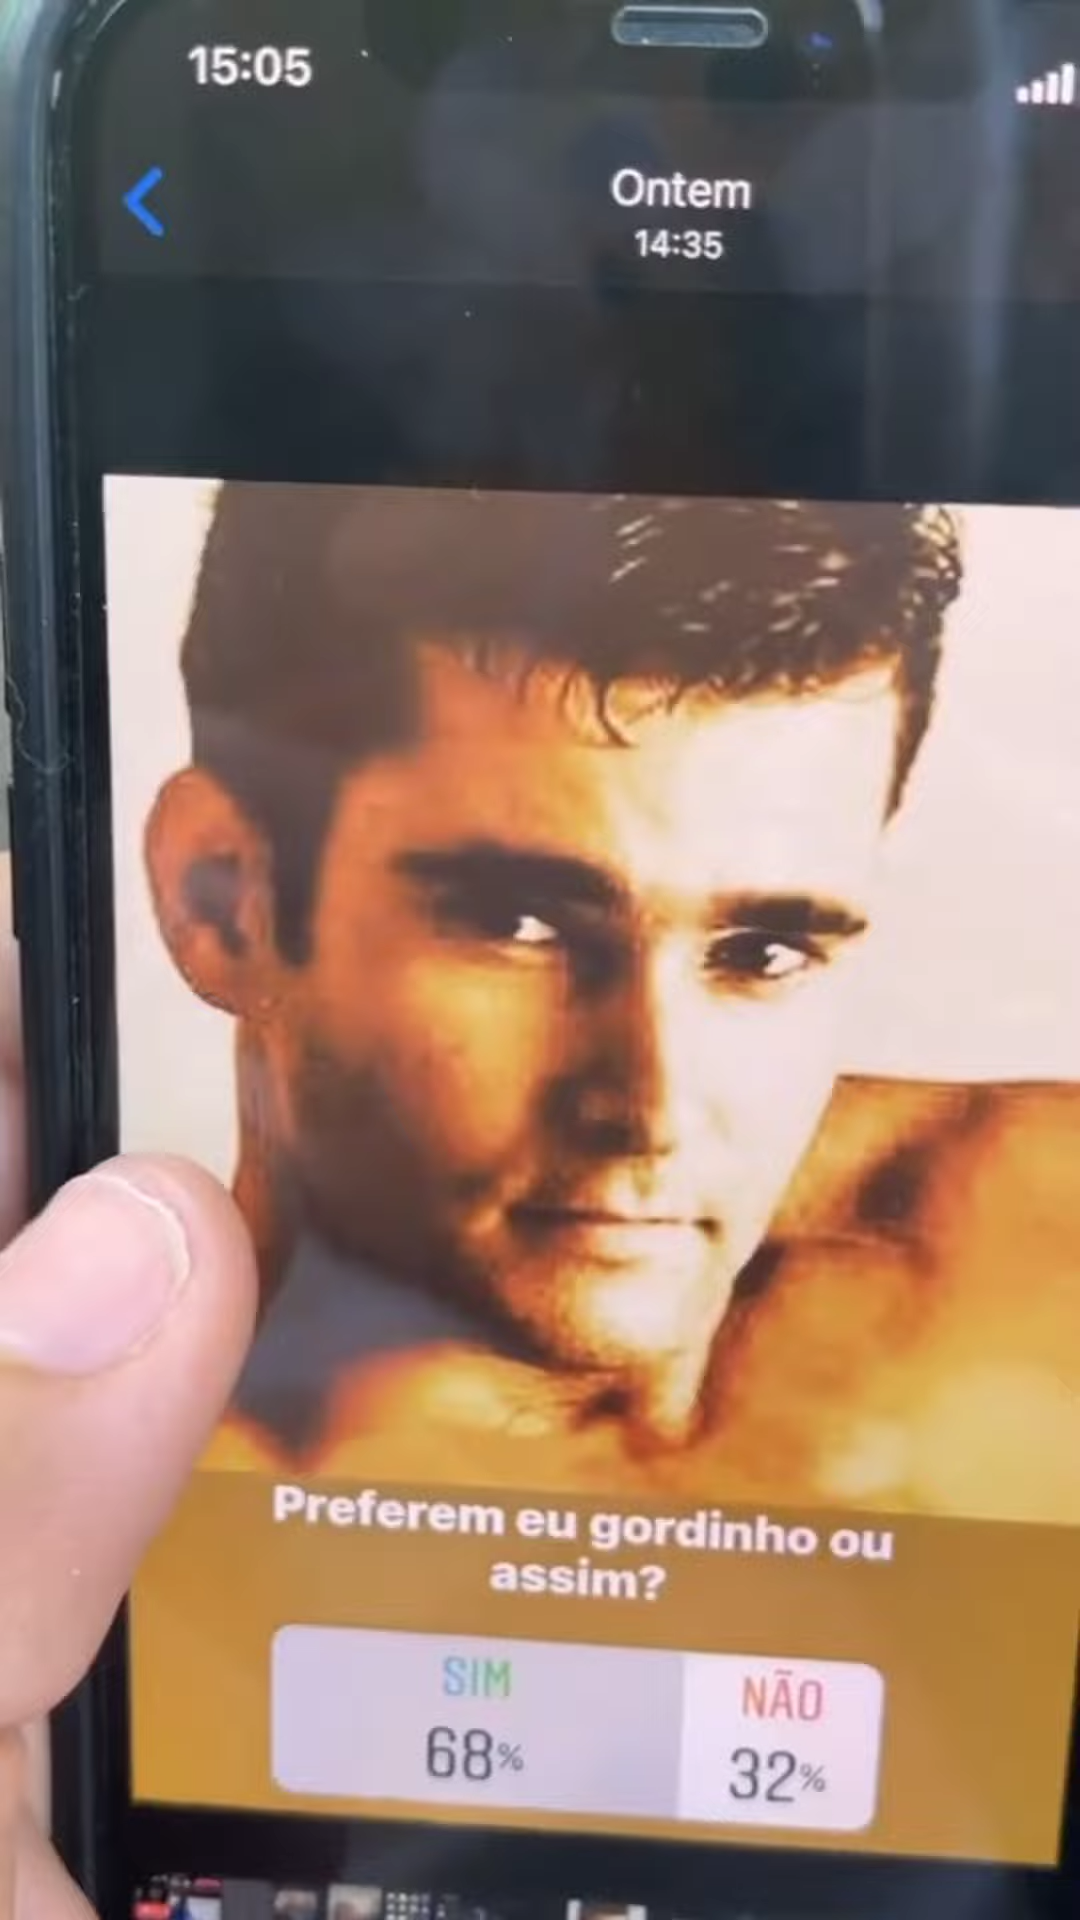 15:05
Ontem
14:35
Preferem eu gordinho ou
assim?
SIM
68%
NÃO
32%